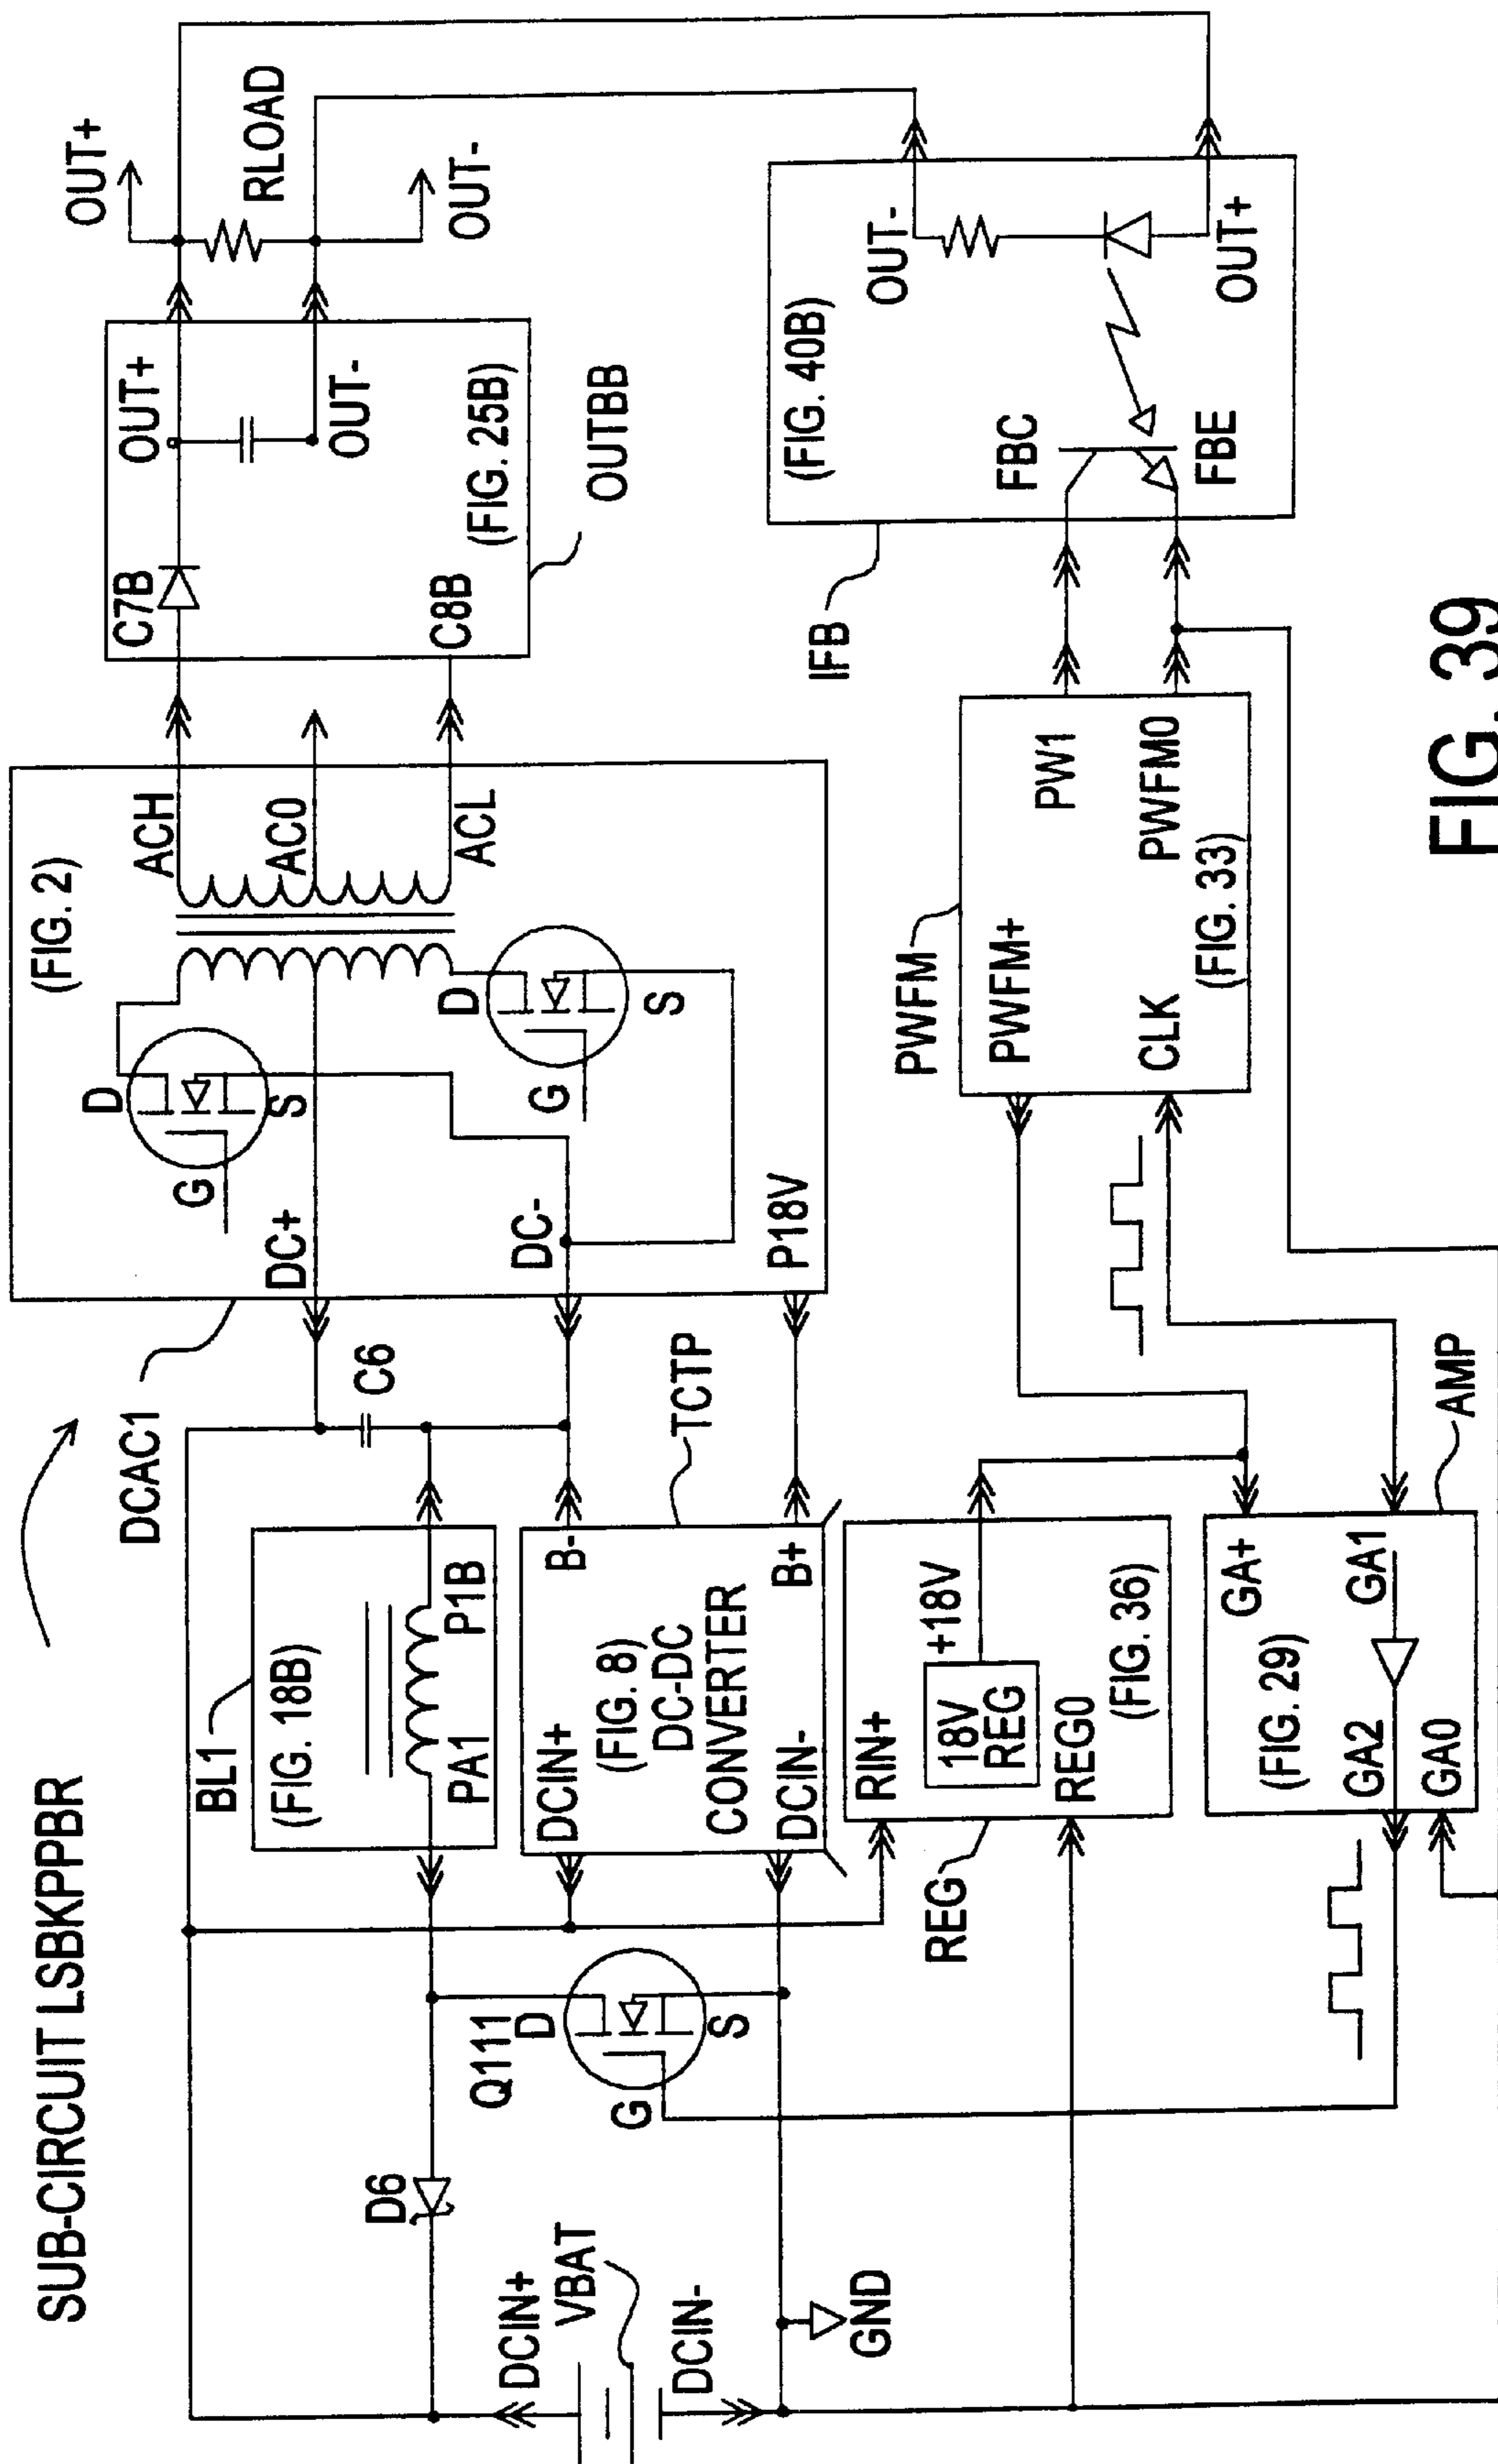 SUB-CIRCUIT LSBKPPBR
DCAC1
(FIG. 2)
D
G
S
DC+
DC-
P18V
D
G
S
ACH
AC0
ACL
C7B
C8B
OUT+
OUT-
(FIG. 25B)
OUTBB
OUT+
RLOAD
OUT-
BL1
(FIG. 18B)
PA1
P1B
C6
DCIN+
(FIG. 8)
DC-DC
CONVERTER
DCIN-
B-
B+
TCTP
D6
Q111
D
G
S
DCIN+
VBAT
DCIN-
GND
RIN+
18V
REG
+18V
REG0
(FIG. 36)
REG
GA+
(FIG. 29)
GA2
GA1
GA0
AMP
PWFM
PWFM+
CLK
PW1
PWFM0
(FIG. 33)
IFB
(FIG. 40B)
FBC
FBE
OUT-
OUT+
FIG. 39